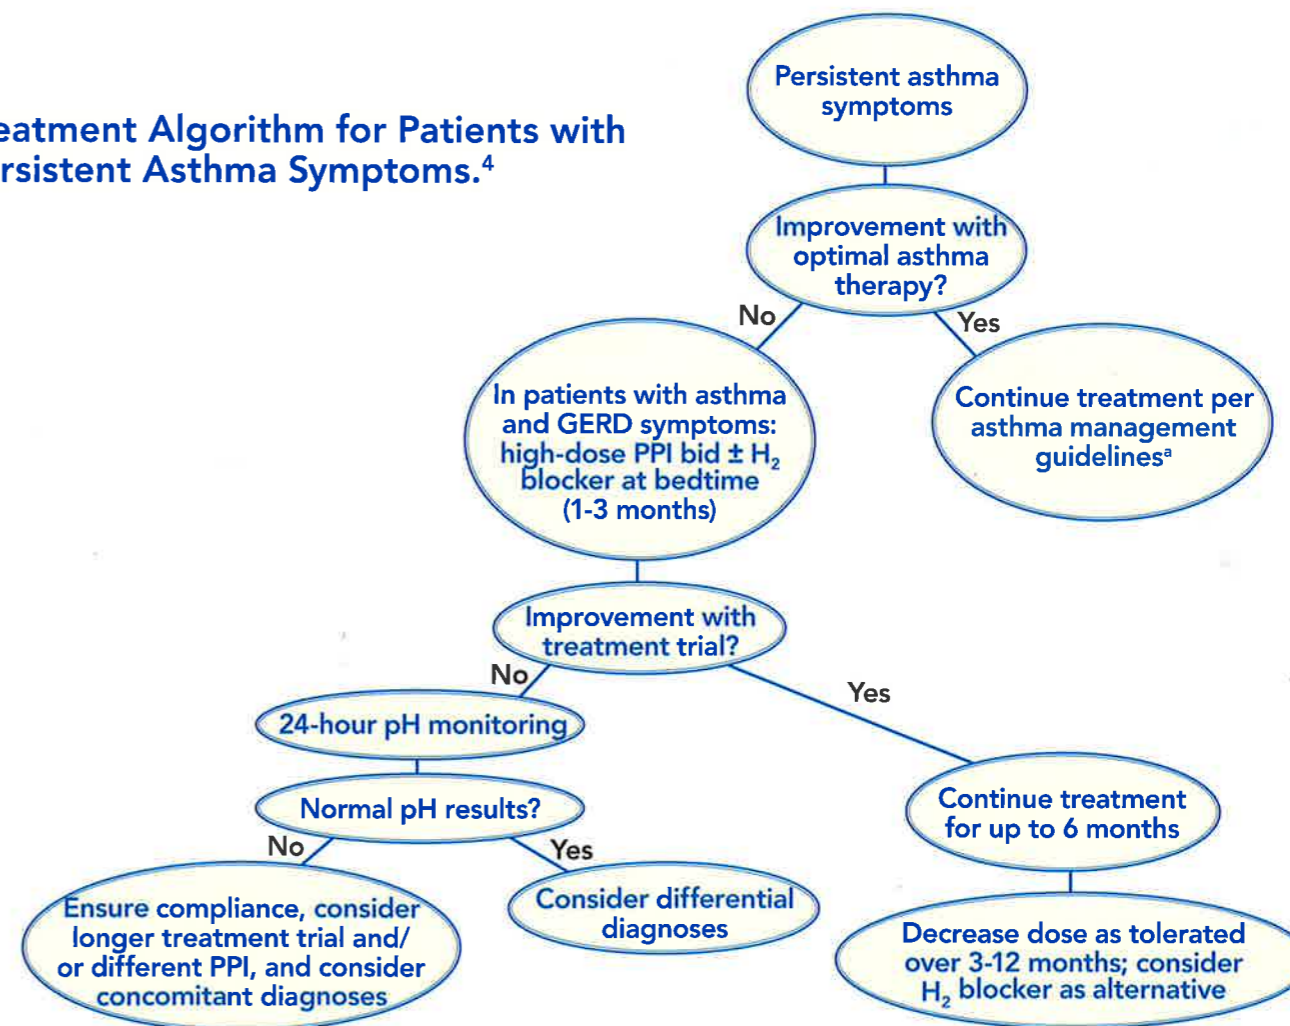 eatment Algorithm for Patients with
rsistent Asthma Symptoms.⁴
Persistent asthma
symptoms
Improvement with
optimal asthma
therapy?
No
Yes
In patients with asthma
and GERD symptoms:
high-dose PPI bid ± H₂
blocker at bedtime
(1-3 months)
Continue treatment per
asthma management
guidelinesᵃ
Improvement with
treatment trial?
No
Yes
24-hour pH monitoring
Normal pH results?
No
Yes
Continue treatment
for up to 6 months
Ensure compliance, consider
longer treatment trial and/
or different PPI, and consider
concomitant diagnoses
Consider differential
diagnoses
Decrease dose as tolerated
over 3-12 months; consider
H₂ blocker as alternative